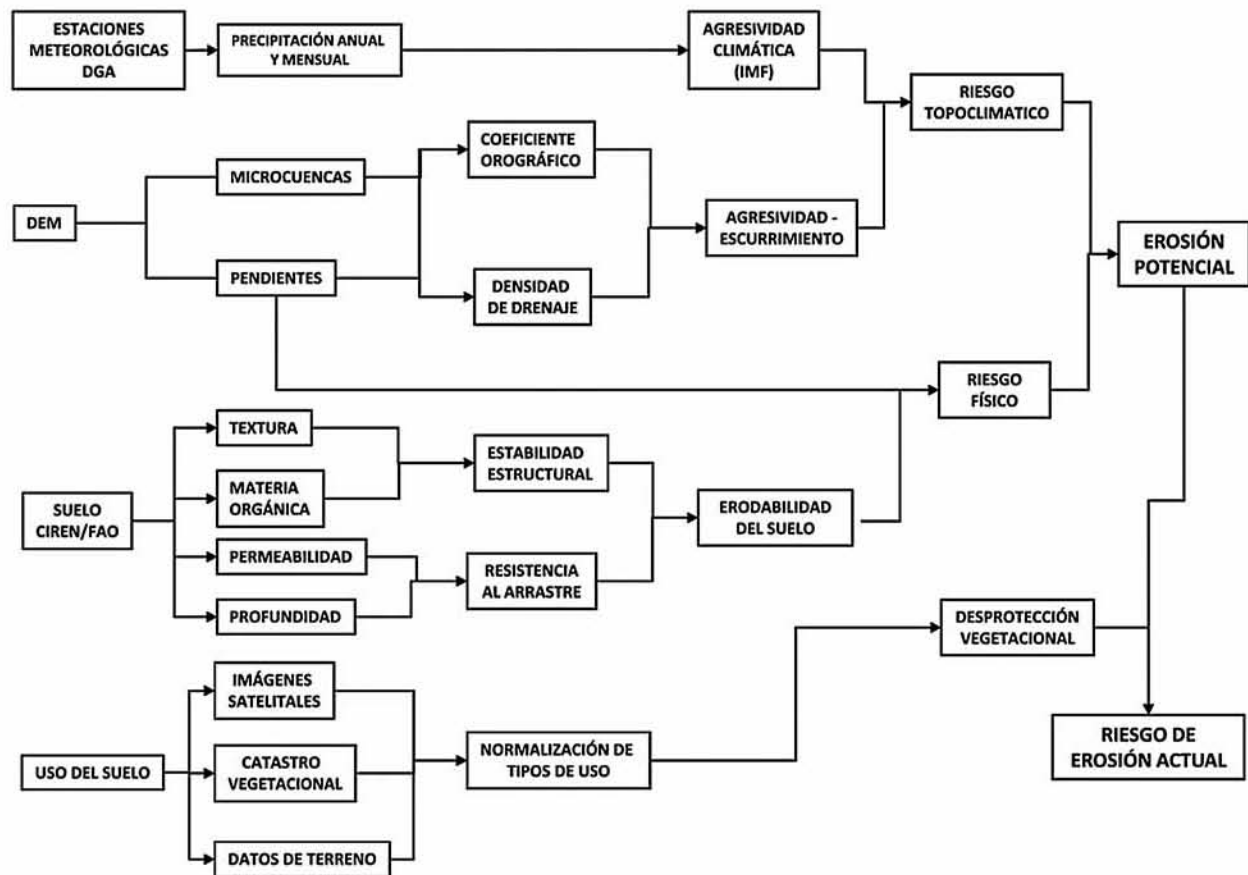 ESTACIONES
METEOROLÓGICAS
DGA
PRECIPITACIÓN ANUAL
Y MENSUAL
AGRESIVIDAD
CLIMÁTICA
(IMF)
RIESGO
TOPOCLIMATICO
COEFICIENTE
OROGRÁFICO
MICROCUENCAS
DEM
AGRESIVIDAD -
ESCURRIMIENTO
PENDIENTES
DENSIDAD
DE DRENAJE
EROSIÓN
POTENCIAL
RIESGO
FÍSICO
TEXTURA
ESTABILIDAD
ESTRUCTURAL
MATERIA
ORGÁNICA
SUELO
CIREN/FAO
ERODABILIDAD
DEL SUELO
PERMEABILIDAD
RESISTENCIA
AL ARRASTRE
PROFUNDIDAD
DESPROTECCIÓN
VEGETACIONAL
IMÁGENES
SATELITALES
USO DEL SUELO
CATASTRO
VEGETACIONAL
NORMALIZACIÓN DE
TIPOS DE USO
RIESGO DE
EROSIÓN ACTUAL
DATOS DE TERRENO